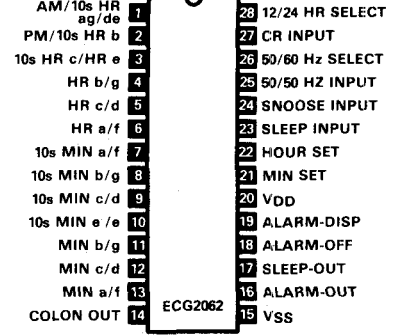 AM/10s HR
ag/de 1
PM/10s HR b 2
10s HR c/HR e 3
HR b/g 4
HR c/d 5
HR a/f 6
10s MIN a/f 7
10s MIN b/g 8
10s MIN c/d 9
10s MIN e /e 10
MIN b/g 11
MIN c/d 12
MIN a/f 13
COLON OUT 14
ECG2062
28 12/24 HR SELECT
27 CR INPUT
26 50/60 Hz SELECT
25 50/50 HZ INPUT
24 SNOOSE INPUT
23 SLEEP INPUT
22 HOUR SET
21 MIN SET
20 VDD
19 ALARM-DISP
18 ALARM-OFF
17 SLEEP-OUT
16 ALARM-OUT
15 VSS